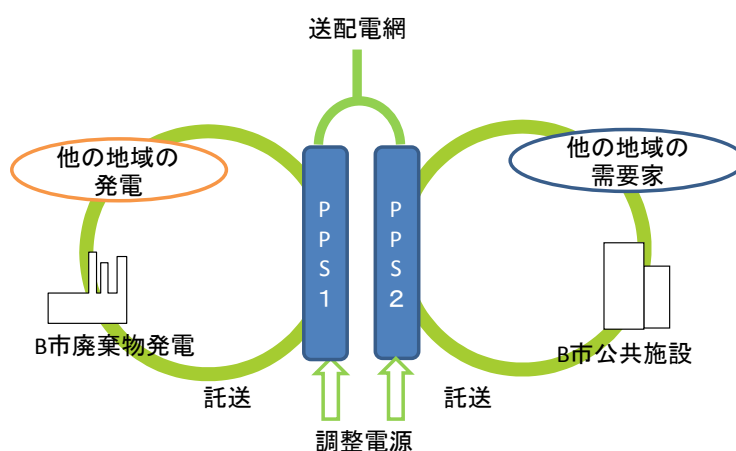 送配電網
他の地域の
発電
他の地域の
需要家
PPS1
PPS2
B市廃棄物発電
B市公共施設
託送
託送
調整電源